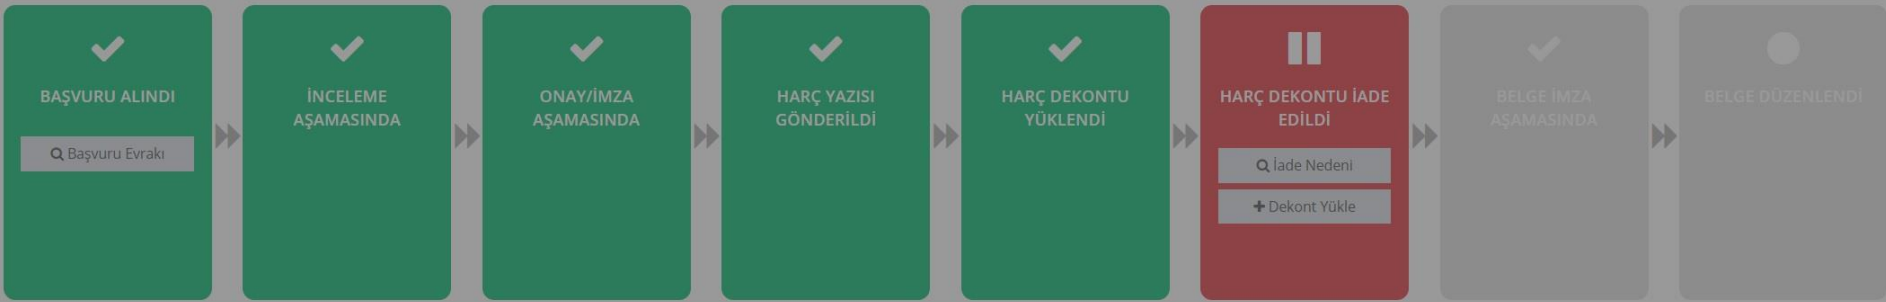 BAŞVURU ALINDI
Başvuru Evrakı
İNCELEME
AŞAMASINDA
ONAY/İMZA
AŞAMASINDA
HARÇ YAZISI
GÖNDERİLDİ
HARÇ DEKONTU
YÜKLENDİ
HARÇ DEKONTU İADE
EDİLDİ
İade Nedeni
Dekont Yükle
BELGE İMZA
AŞAMASINDA
BELGE DÜZENLENDİ